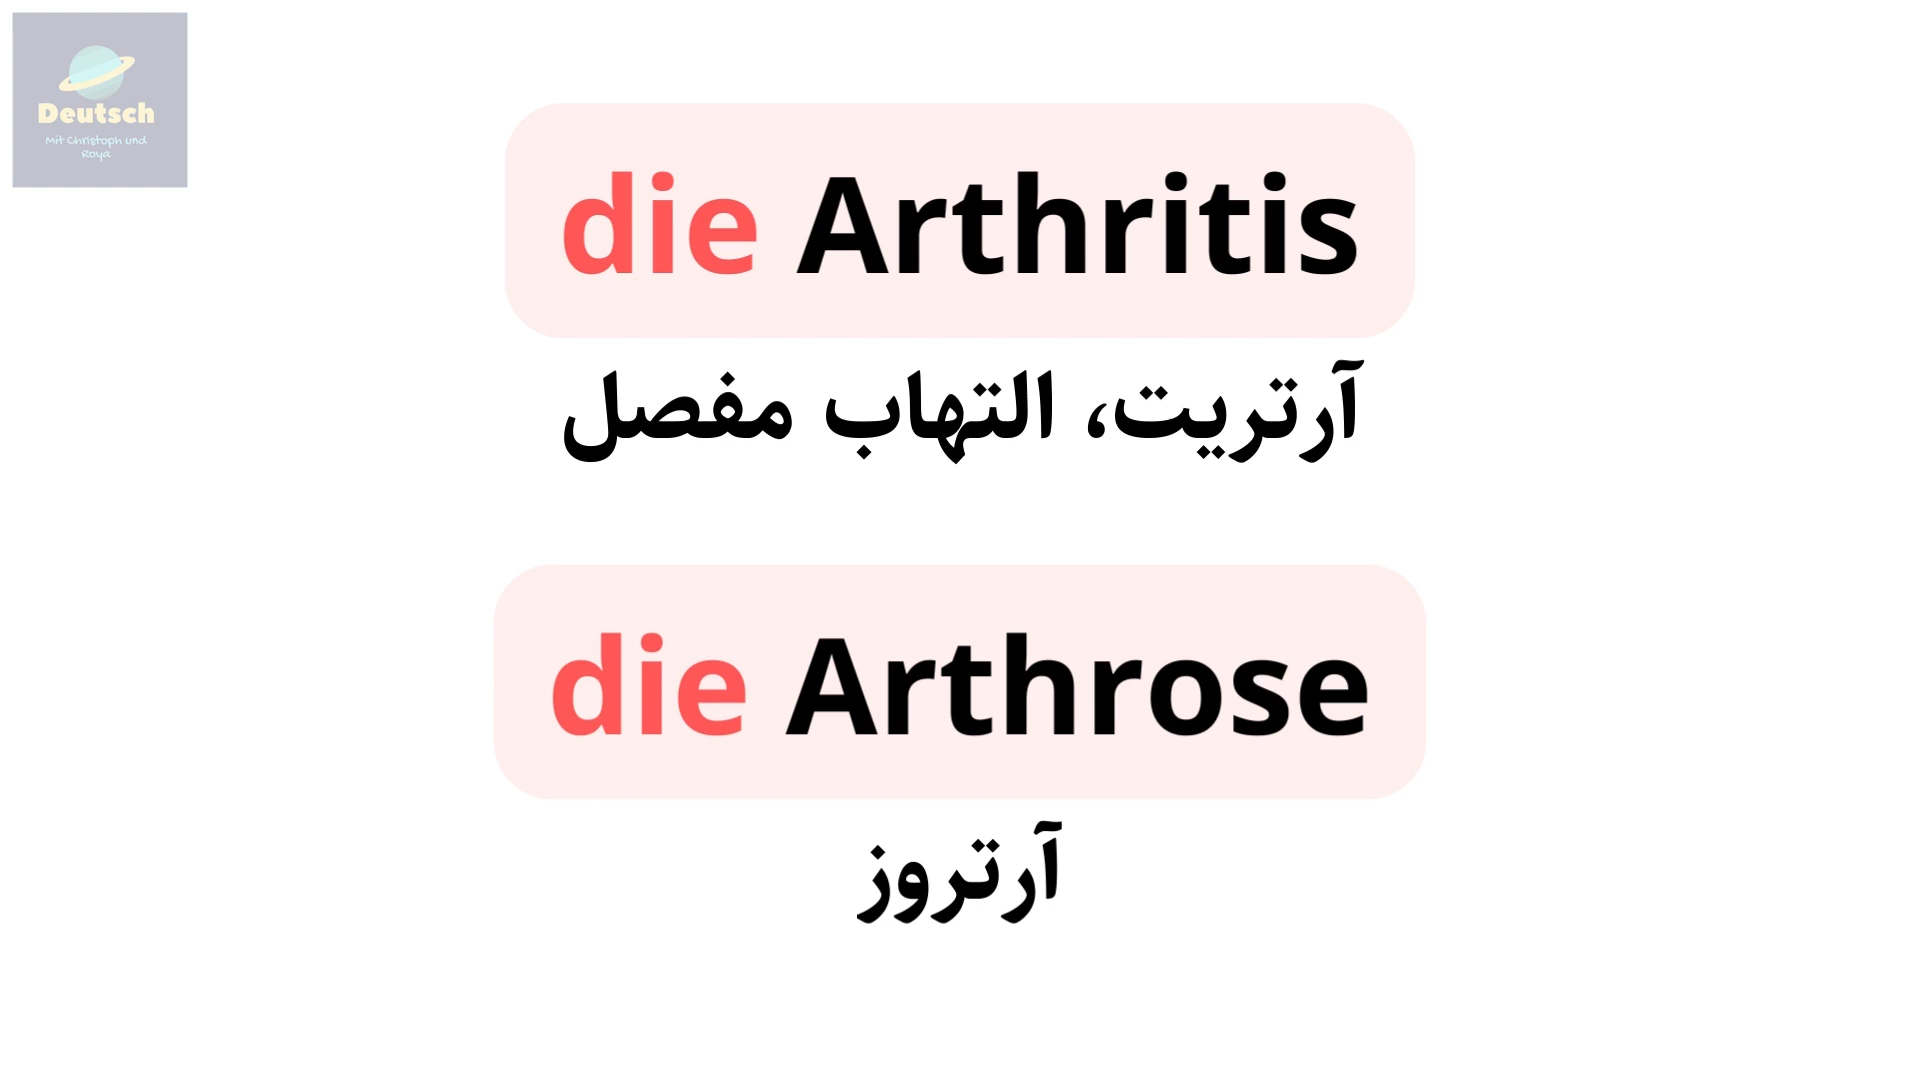 Deutsch
Mit Christoph und
Roya
die Arthritis
آرتریت، التهاب مفصل
die Arthrose
آرتروز